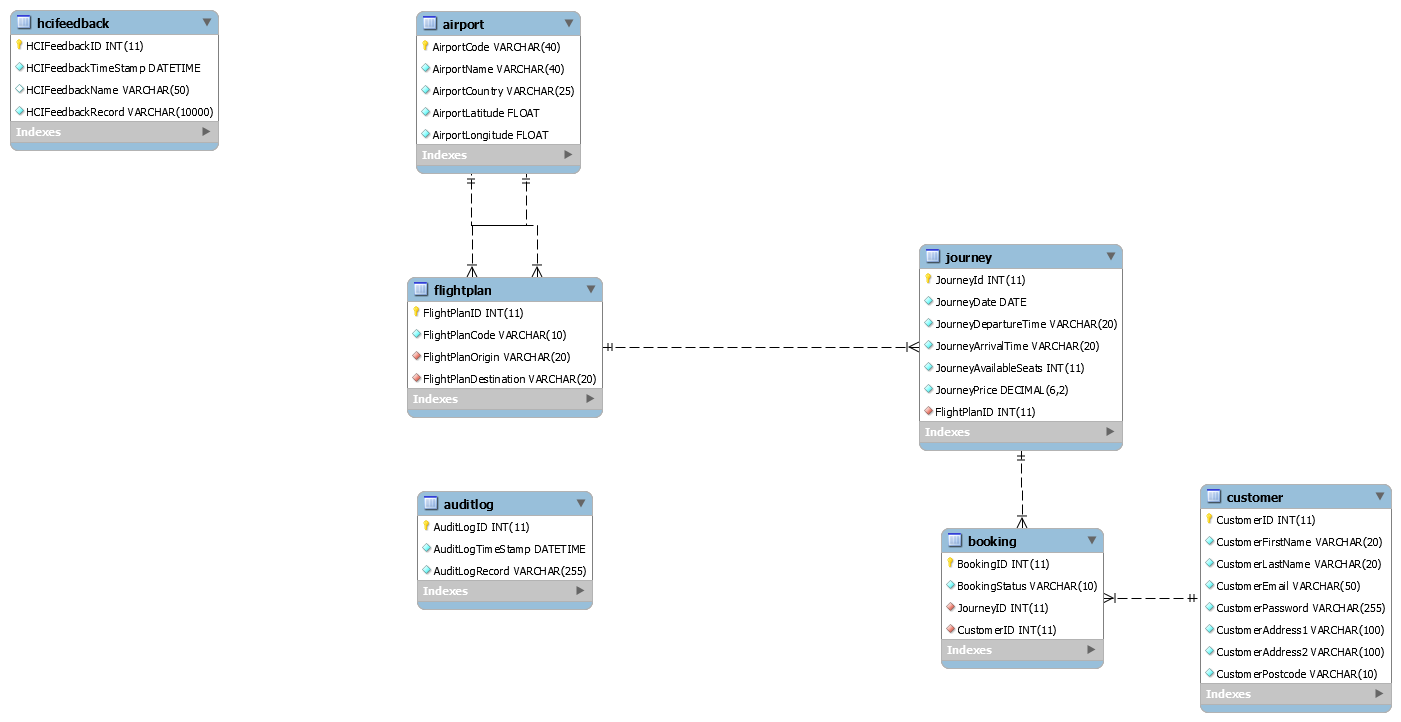 hcifeedback
HCIFeedbackID INT(11)
HCIFeedbackTimeStamp DATETIME
HCIFeedbackName VARCHAR(50)
HCIFeedbackRecord VARCHAR(10000)
Indexes
airport
AirportCode VARCHAR(40)
AirportName VARCHAR(40)
AirportCountry VARCHAR(25)
AirportLatitude FLOAT
AirportLongitude FLOAT
Indexes
flightplan
FlightPlanID INT(11)
FlightPlanCode VARCHAR(10)
FlightPlanOrigin VARCHAR(20)
FlightPlanDestination VARCHAR(20)
Indexes
journey
JourneyId INT(11)
JourneyDate DATE
JourneyDepartureTime VARCHAR(20)
JourneyArrivalTime VARCHAR(20)
JourneyAvailableSeats INT(11)
JourneyPrice DECIMAL(6,2)
FlightPlanID INT(11)
Indexes
auditlog
AuditLogID INT(11)
AuditLogTimeStamp DATETIME
AuditLogRecord VARCHAR(255)
Indexes
booking
BookingID INT(11)
BookingStatus VARCHAR(10)
JourneyID INT(11)
CustomerID INT(11)
Indexes
customer
CustomerID INT(11)
CustomerFirstName VARCHAR(20)
CustomerLastName VARCHAR(20)
CustomerEmail VARCHAR(50)
CustomerPassword VARCHAR(255)
CustomerAddress1 VARCHAR(100)
CustomerAddress2 VARCHAR(100)
CustomerPostcode VARCHAR(10)
Indexes